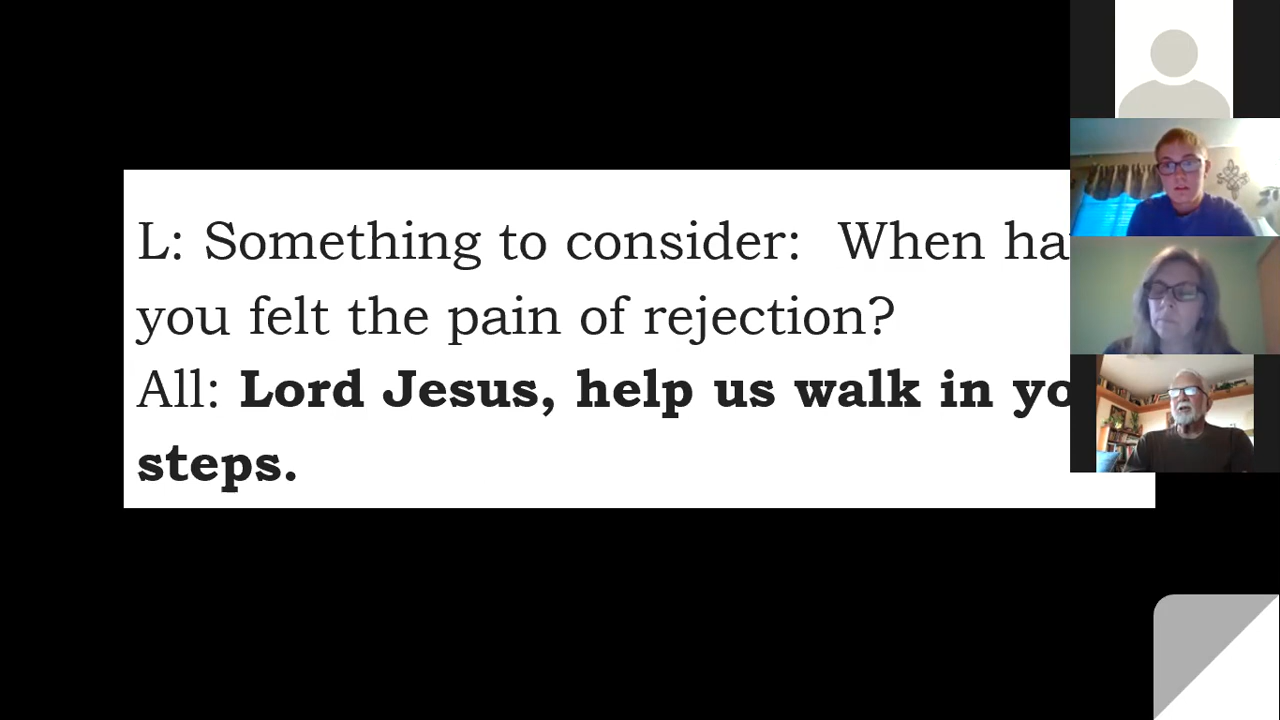 L: Something to consider:  When ha
you felt the pain of rejection?
All: Lord Jesus, help us walk in yo
steps.